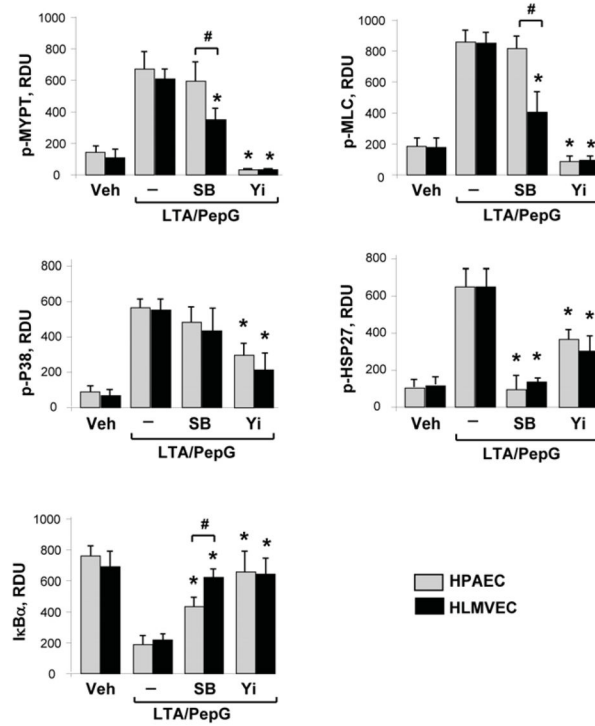 p-MYPT, RDU
1000
800
600
400
200
0
#
*
* *
Veh – SB Yi
LTA/PepG
p-MLC, RDU
1000
800
600
400
200
0
#
*
* *
Veh – SB Yi
LTA/PepG
p-P38, RDU
800
600
400
200
0
* *
Veh – SB Yi
LTA/PepG
p-HSP27, RDU
800
600
400
200
0
* * * *
Veh – SB Yi
LTA/PepG
IκBα, RDU
1000
800
600
400
200
0
#
* * * *
Veh – SB Yi
LTA/PepG
HPAEC
HLMVEC